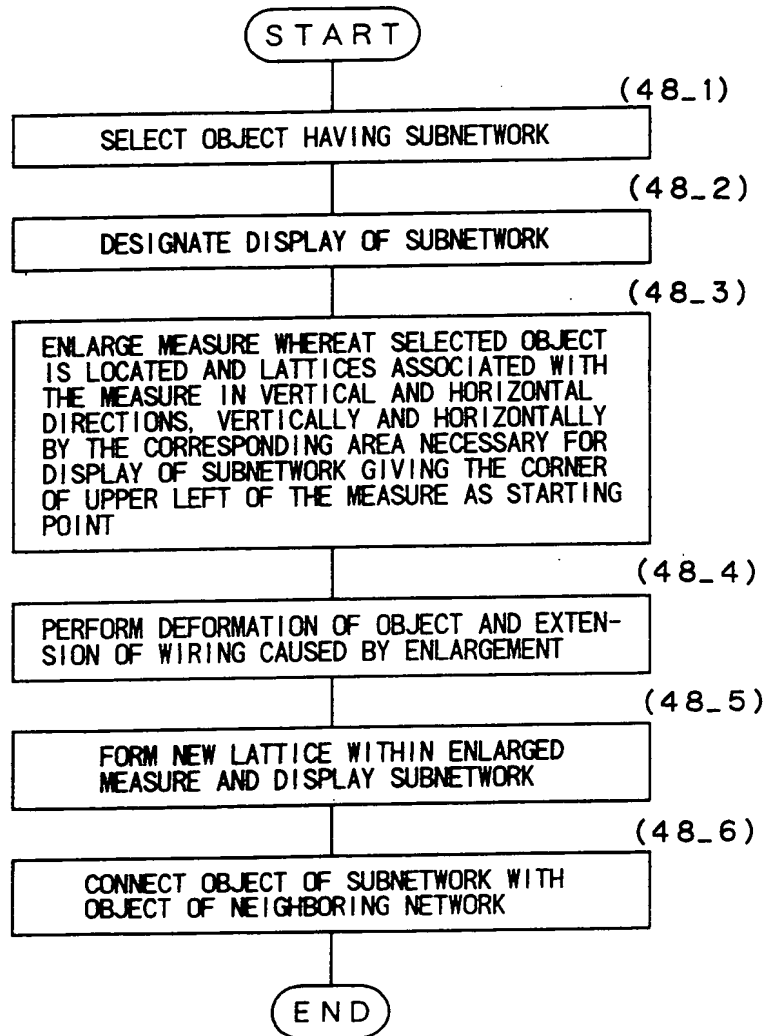 START
(48_1)
SELECT OBJECT HAVING SUBNETWORK
(48_2)
DESIGNATE DISPLAY OF SUBNETWORK
(48_3)
ENLARGE MEASURE WHEREAT SELECTED OBJECT
IS LOCATED AND LATTICES ASSOCIATED WITH
THE MEASURE IN VERTICAL AND HORIZONTAL
DIRECTIONS, VERTICALLY AND HORIZONTALLY
BY THE CORRESPONDING AREA NECESSARY FOR
DISPLAY OF SUBNETWORK GIVING THE CORNER
OF UPPER LEFT OF THE MEASURE AS STARTING
POINT
(48_4)
PERFORM DEFORMATION OF OBJECT AND EXTEN-
SION OF WIRING CAUSED BY ENLARGEMENT
(48_5)
FORM NEW LATTICE WITHIN ENLARGED
MEASURE AND DISPLAY SUBNETWORK
(48_6)
CONNECT OBJECT OF SUBNETWORK WITH
OBJECT OF NEIGHBORING NETWORK
END